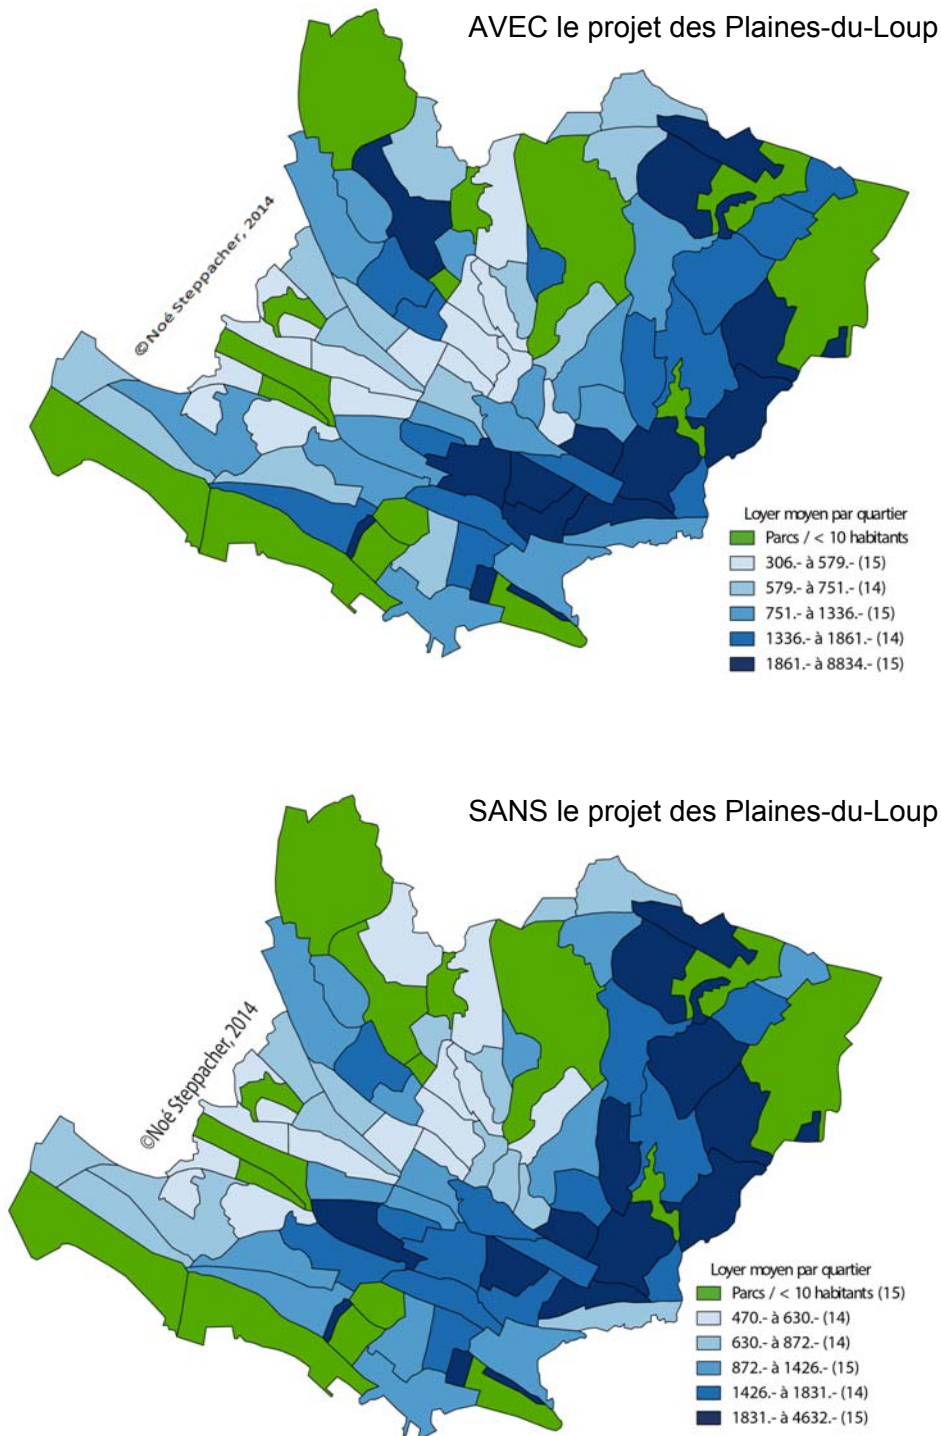 AVEC le projet des Plaines-du-Loup
© Noé Steppacher, 2014
Loyer moyen par quartier
Parcs / < 10 habitants
306.- à 579.- (15)
579.- à 751.- (14)
751.- à 1336.- (15)
1336.- à 1861.- (14)
1861.- à 8834.- (15)
SANS le projet des Plaines-du-Loup
©Noé Steppacher, 2014
Loyer moyen par quartier
Parcs / < 10 habitants (15)
470.- à 630.- (14)
630.- à 872.- (14)
872.- à 1426.- (15)
1426.- à 1831.- (14)
1831.- à 4632.- (15)